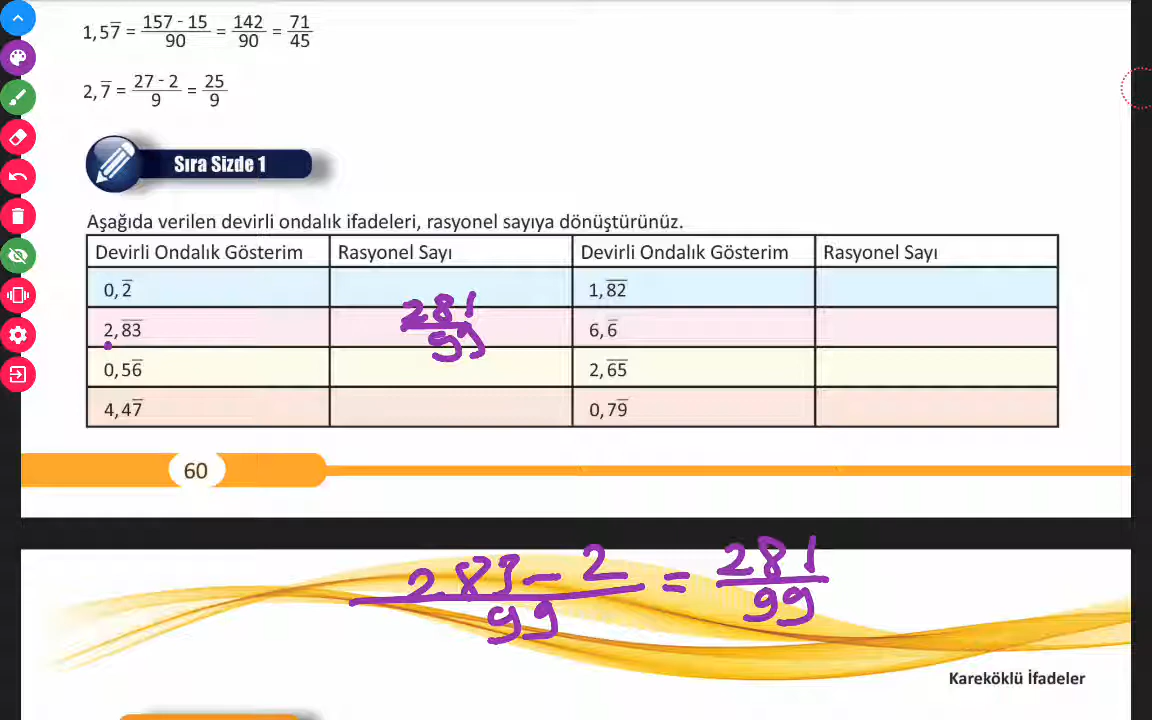 1,57̅ = 157 - 15 / 90 = 142 / 90 = 71 / 45
2,7̅ = 27 - 2 / 9 = 25 / 9
Sıra Sizde 1
Aşağıda verilen devirli ondalık ifadeleri, rasyonel sayıya dönüştürünüz.
Devirli Ondalık Gösterim Rasyonel Sayı Devirli Ondalık Gösterim Rasyonel Sayı
0,2̅ 1,8̅2̅
2,8̅3̅ 281 / 99 6,6̅
0,56̅ 2,6̅5̅
4,47̅ 0,79̅
60
283 - 2 / 99 = 281 / 99
Kareköklü İfadeler